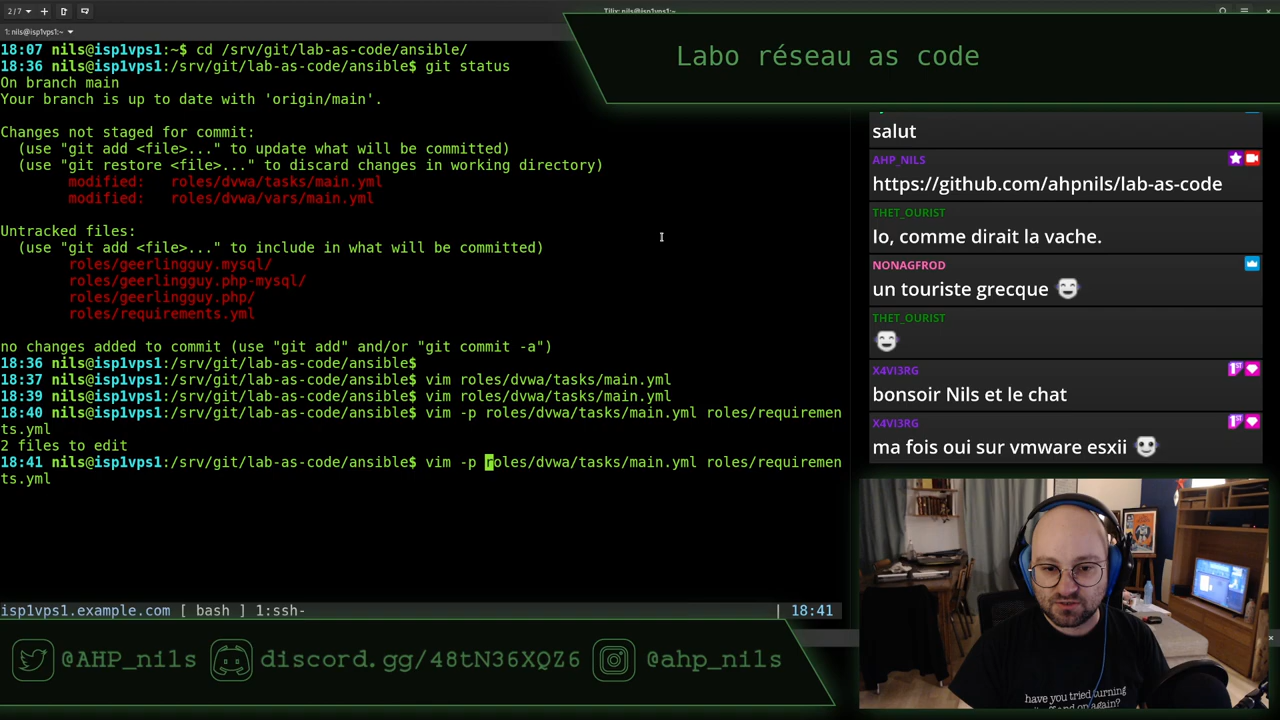 2/7
Tilix: nils@isp1vps1:~
1: nils@isp1vps1:~
18:07 nils@isp1vps1:~$ cd /srv/git/lab-as-code/ansible/
18:36 nils@isp1vps1:/srv/git/lab-as-code/ansible$ git status
On branch main
Your branch is up to date with 'origin/main'.
Changes not staged for commit:
(use "git add <file>..." to update what will be committed)
(use "git restore <file>..." to discard changes in working directory)
modified: roles/dvwa/tasks/main.yml
modified: roles/dvwa/vars/main.yml
Untracked files:
(use "git add <file>..." to include in what will be committed)
roles/geerlingguy.mysql/
roles/geerlingguy.php-mysql/
roles/geerlingguy.php/
roles/requirements.yml
no changes added to commit (use "git add" and/or "git commit -a")
18:36 nils@isp1vps1:/srv/git/lab-as-code/ansible$
18:37 nils@isp1vps1:/srv/git/lab-as-code/ansible$ vim roles/dvwa/tasks/main.yml
18:39 nils@isp1vps1:/srv/git/lab-as-code/ansible$ vim roles/dvwa/tasks/main.yml
18:40 nils@isp1vps1:/srv/git/lab-as-code/ansible$ vim -p roles/dvwa/tasks/main.yml roles/requiremen
ts.yml
2 files to edit
18:41 nils@isp1vps1:/srv/git/lab-as-code/ansible$ vim -p roles/dvwa/tasks/main.yml roles/requiremen
ts.yml
isp1vps1.example.com [ bash ] 1:ssh- | 18:41
Labo réseau as code
salut
AHP_NILS
https://github.com/ahpnils/lab-as-code
THET_OURIST
Io, comme dirait la vache.
NONAGFROD
un touriste grecque
THET_OURIST
X4VI3RG
bonsoir Nils et le chat
X4VI3RG
ma fois oui sur vmware esxii
@AHP_nils discord.gg/48tN36XQZ6 @ahp_nils
have you tried turning